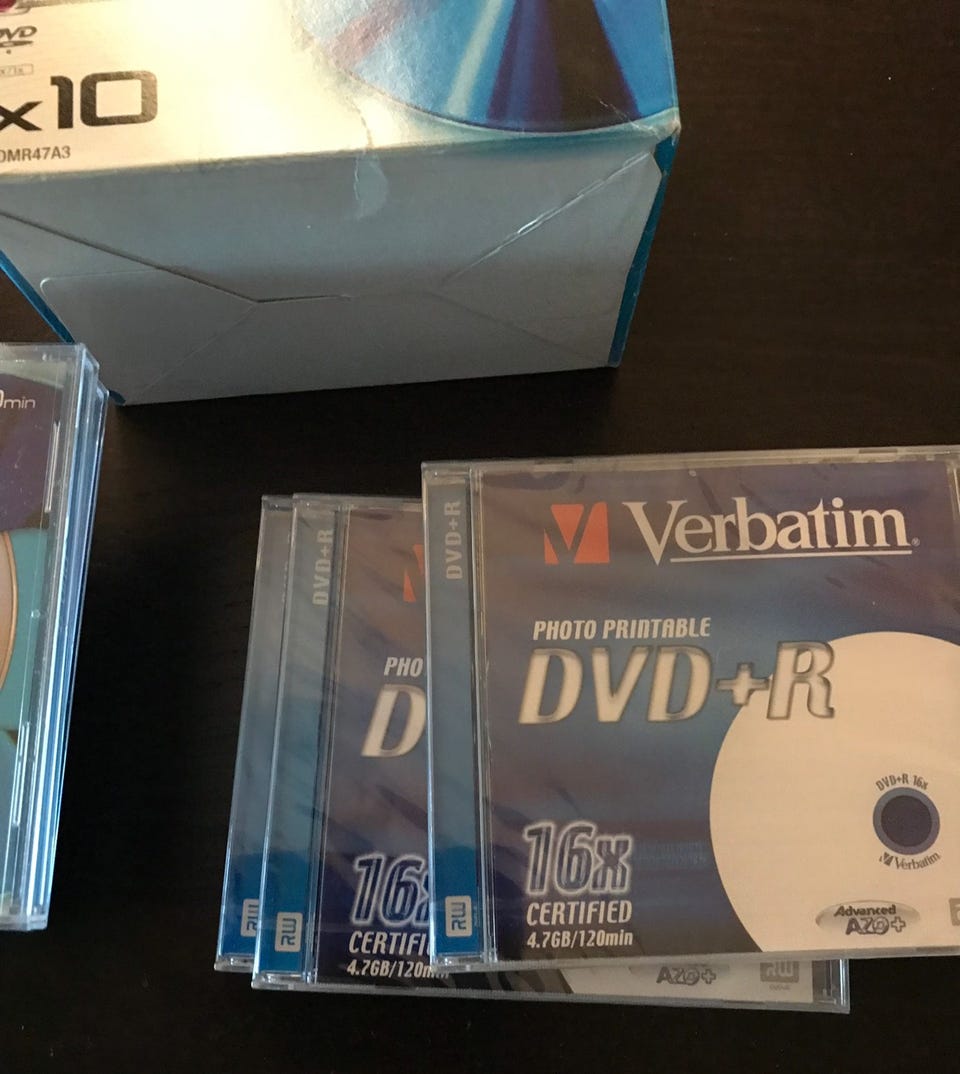 DVD
x10
DMR47A3
min
DVD+R
DVD+R
Verbatim
PHOTO PRINTABLE
DVD+R
DVD+R 16x
Verbatim
16x
CERTIFIED
4.7GB/120min
Advanced
AZO+
RW
PHO
D
16x
CERTIFI
4.7GB/120m
AZO+
RW
RW
RW